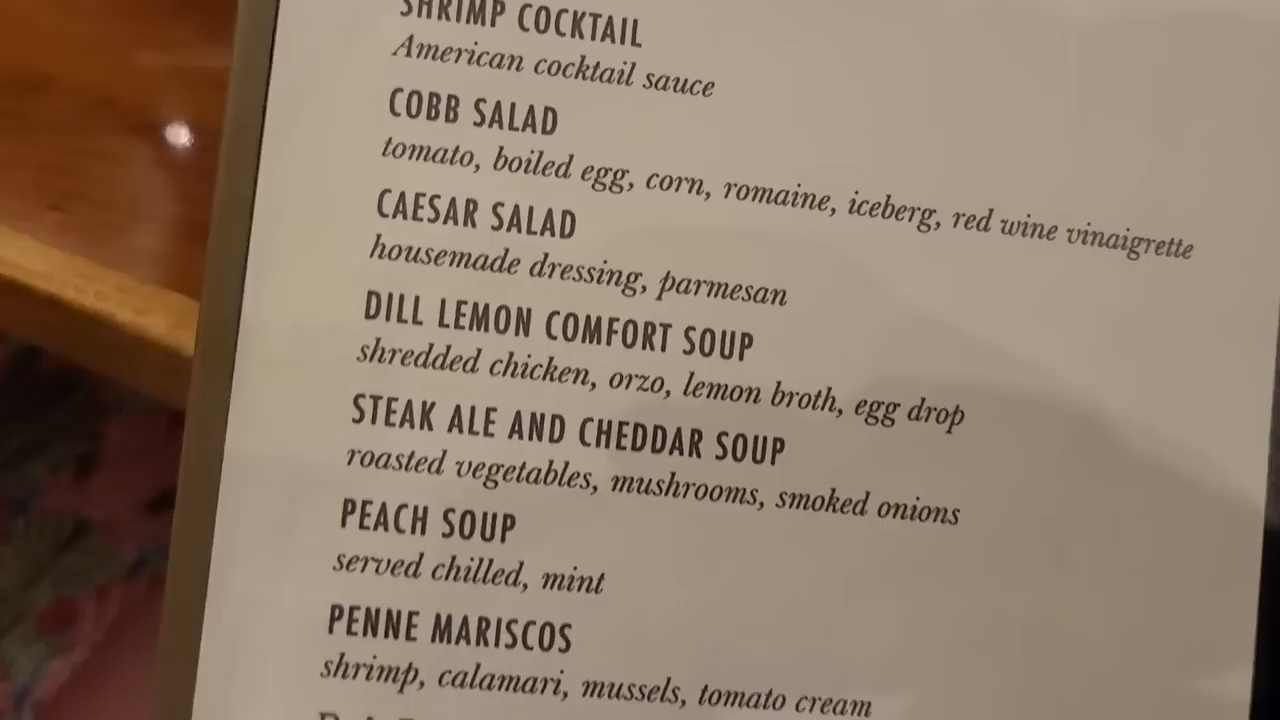 SHRIMP COCKTAIL
American cocktail sauce
COBB SALAD
tomato, boiled egg, corn, romaine, iceberg, red wine vinaigrette
CAESAR SALAD
housemade dressing, parmesan
DILL LEMON COMFORT SOUP
shredded chicken, orzo, lemon broth, egg drop
STEAK ALE AND CHEDDAR SOUP
roasted vegetables, mushrooms, smoked onions
PEACH SOUP
served chilled, mint
PENNE MARISCOS
shrimp, calamari, mussels, tomato cream